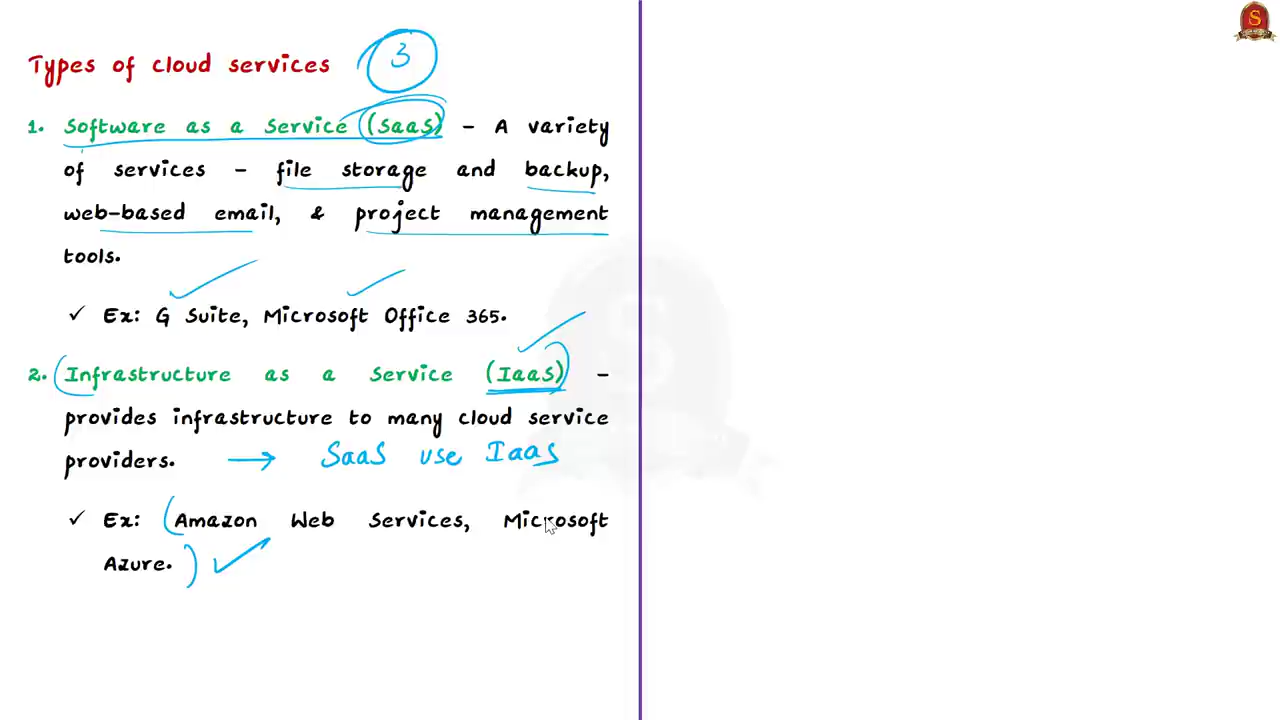 Types of cloud services 3
1. Software as a Service (SaaS) - A variety
of services - file storage and backup,
web-based email, & project management
tools.
✓ Ex: G Suite, Microsoft Office 365.
2. Infrastructure as a Service (IaaS) -
provides infrastructure to many cloud service
providers. → SaaS use IaaS
✓ Ex: (Amazon Web Services, Microsoft
Azure.)
S